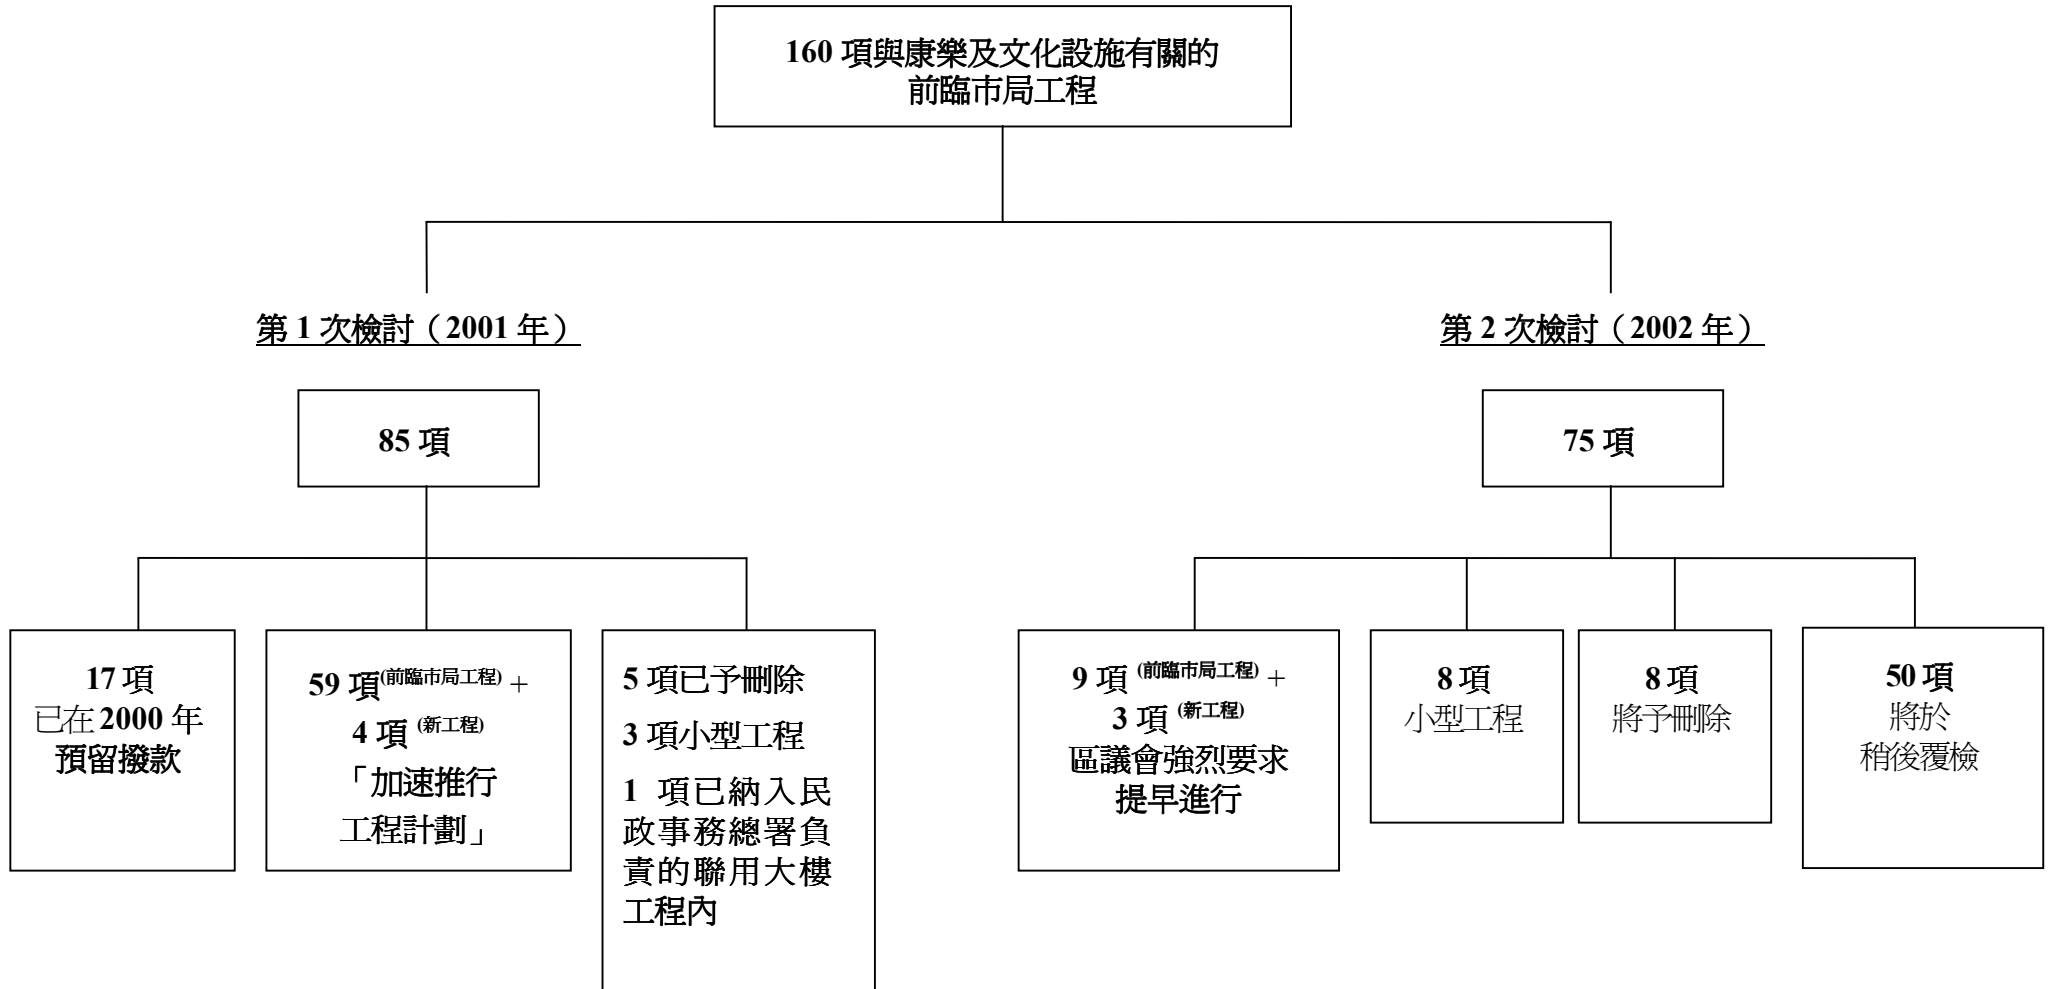 160 項與康樂及文化設施有關的
前臨市局工程
第 1 次檢討（2001 年）
第 2 次檢討（2002 年）
85 項
75 項
17 項
已在 2000 年
預留撥款
59 項(前臨市局工程) +
4 項 (新工程)
「加速推行
工程計劃」
5 項已予刪除
3 項小型工程
1 項已納入民
政事務總署負
責的聯用大樓
工程內
9 項 (前臨市局工程) +
3 項 (新工程)
區議會強烈要求
提早進行
8 項
小型工程
8 項
將予刪除
50 項
將於
稍後覆檢